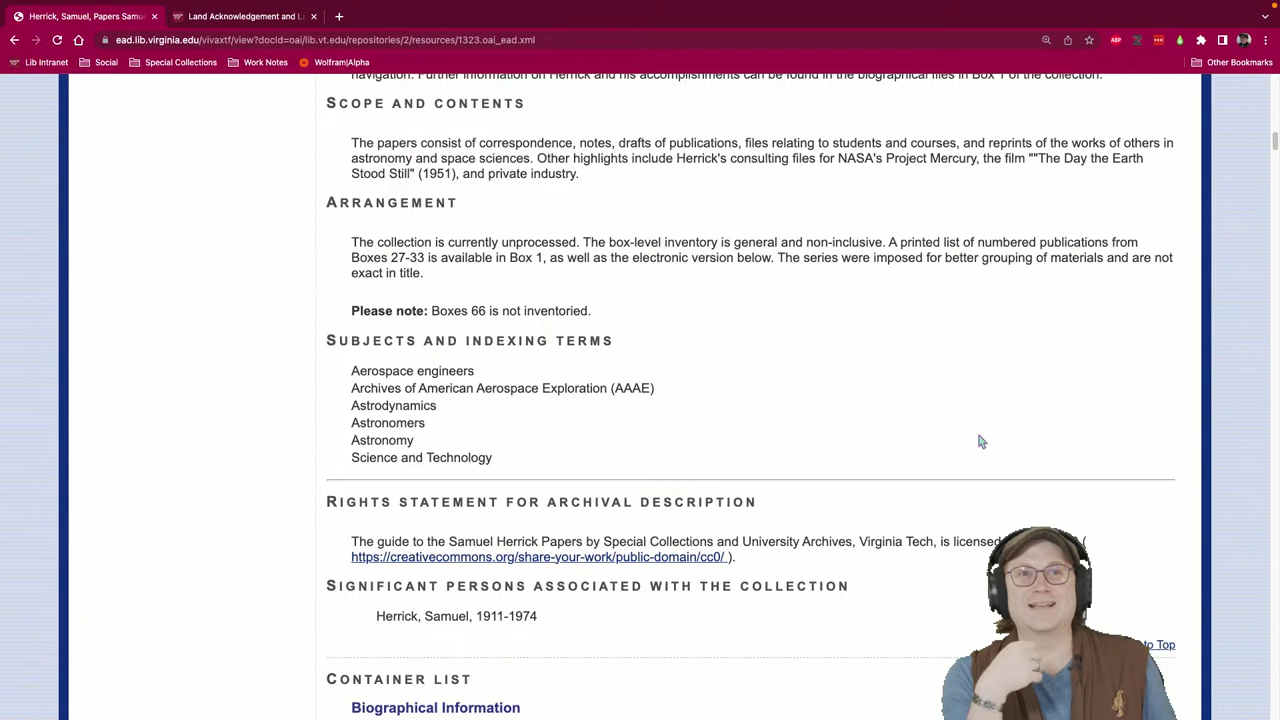 Herrick, Samuel, Papers Samu
Land Acknowledgement and L
ead.lib.virginia.edu/vivaxtf/view?docId=oai/lib.vt.edu/repositories/2/resources/1323.oai_ead.xml
ABP
Lib Intranet Social Special Collections Work Notes Wolfram|Alpha Other Bookmarks
navigation. Further information on Herrick and his accomplishments can be found in the biographical files in Box 1 of the collection.
SCOPE AND CONTENTS
The papers consist of correspondence, notes, drafts of publications, files relating to students and courses, and reprints of the works of others in
astronomy and space sciences. Other highlights include Herrick's consulting files for NASA's Project Mercury, the film ""The Day the Earth
Stood Still" (1951), and private industry.
ARRANGEMENT
The collection is currently unprocessed. The box-level inventory is general and non-inclusive. A printed list of numbered publications from
Boxes 27-33 is available in Box 1, as well as the electronic version below. The series were imposed for better grouping of materials and are not
exact in title.
Please note: Boxes 66 is not inventoried.
SUBJECTS AND INDEXING TERMS
Aerospace engineers
Archives of American Aerospace Exploration (AAAE)
Astrodynamics
Astronomers
Astronomy
Science and Technology
RIGHTS STATEMENT FOR ARCHIVAL DESCRIPTION
The guide to the Samuel Herrick Papers by Special Collections and University Archives, Virginia Tech, is licensed (
https://creativecommons.org/share-your-work/public-domain/cc0/ ).
SIGNIFICANT PERSONS ASSOCIATED WITH THE COLLECTION
Herrick, Samuel, 1911-1974
to Top
CONTAINER LIST
Biographical Information